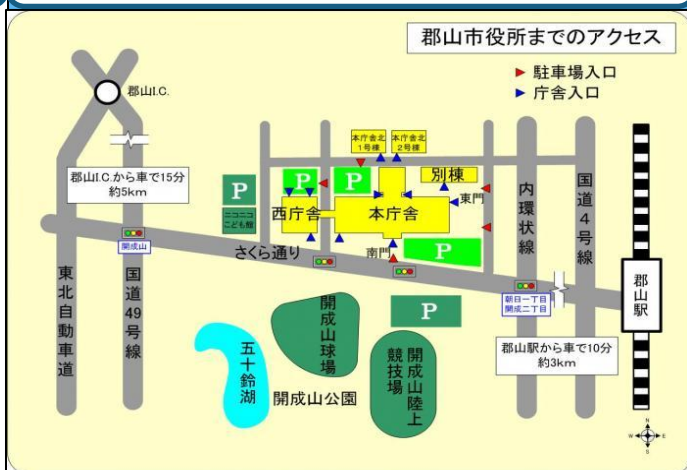 郡山市役所までのアクセス
駐車場入口
庁舎入口
郡山I.C.
郡山I.C.から車で15分
約5km
本庁舎北
1号棟
本庁舎北
2号棟
P
P
P
別棟
東門
ニコニコ
こども館
西庁舎
本庁舎
内環状線
国道4号線
開成山
さくら通り
南門
P
郡山駅
東北自動車道
国道49号線
朝日一丁目
開成二丁目
P
開成山球場
五十鈴湖
開成山陸上
競技場
郡山駅から車で10分
約3km
開成山公園
N
W
E
S